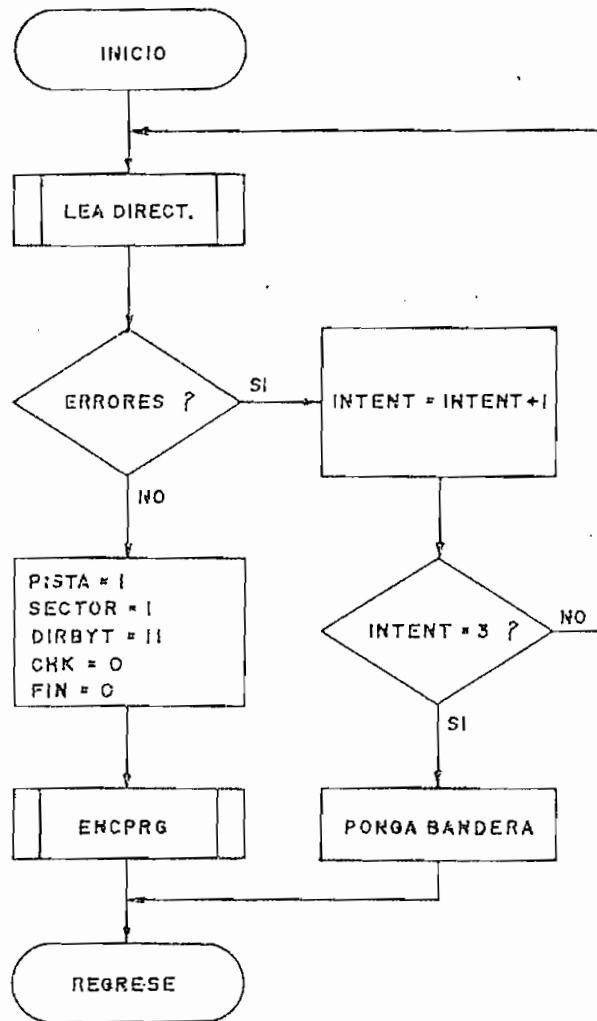 INICIO
LEA DIRECT.
ERRORES ?
SI
INTENT = INTENT+1
NO
PISTA = 1
SECTOR = 1
DIRBYT = 11
CHK = 0
FIN = 0
INTENT = 3 ?
NO
SI
ENCPRG
PONGA BANDERA
REGRESE